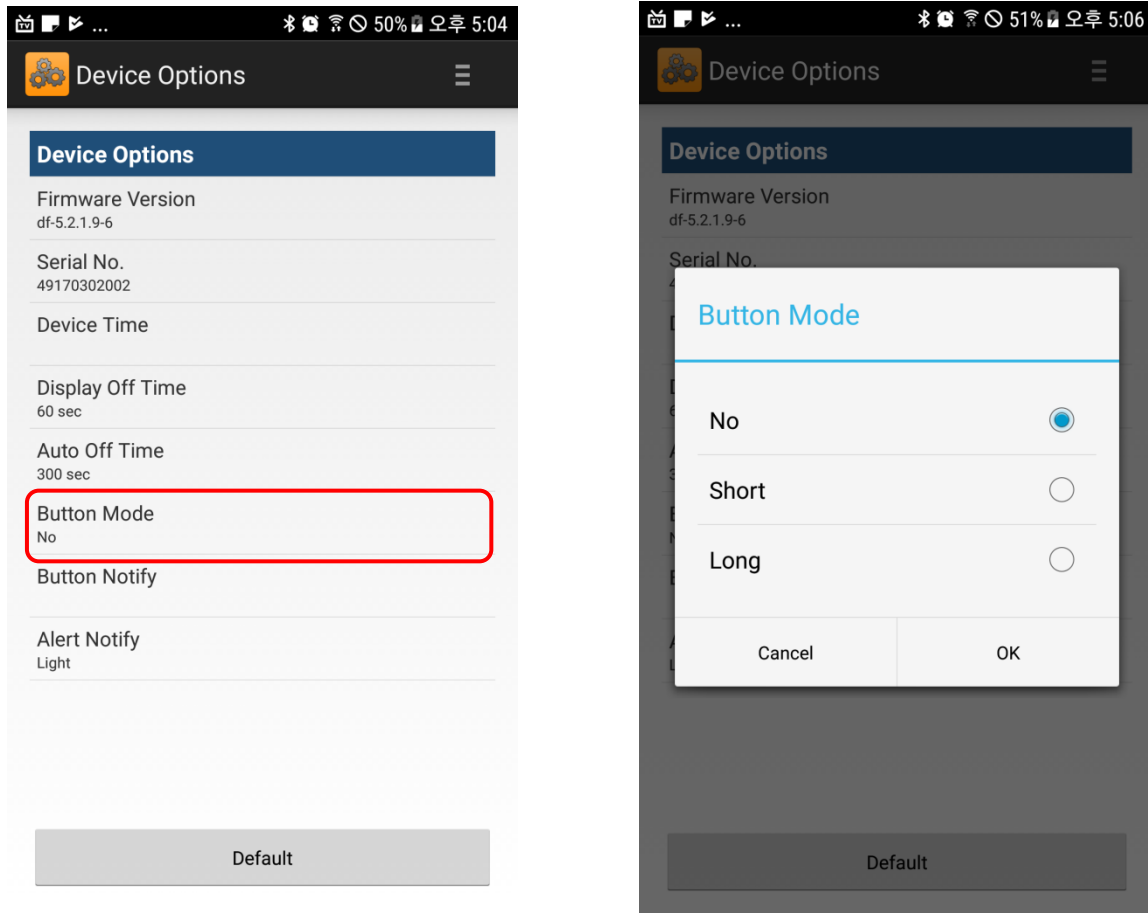 ... 50% 오후 5:04
Device Options
Device Options
Firmware Version
df-5.2.1.9-6
Serial No.
49170302002
Device Time
Display Off Time
60 sec
Auto Off Time
300 sec
Button Mode
No
Button Notify
Alert Notify
Light
Default
... 51% 오후 5:06
Device Options
Device Options
Firmware Version
df-5.2.1.9-6
Serial No.
Button Mode
No
Short
Long
Cancel
OK
Default